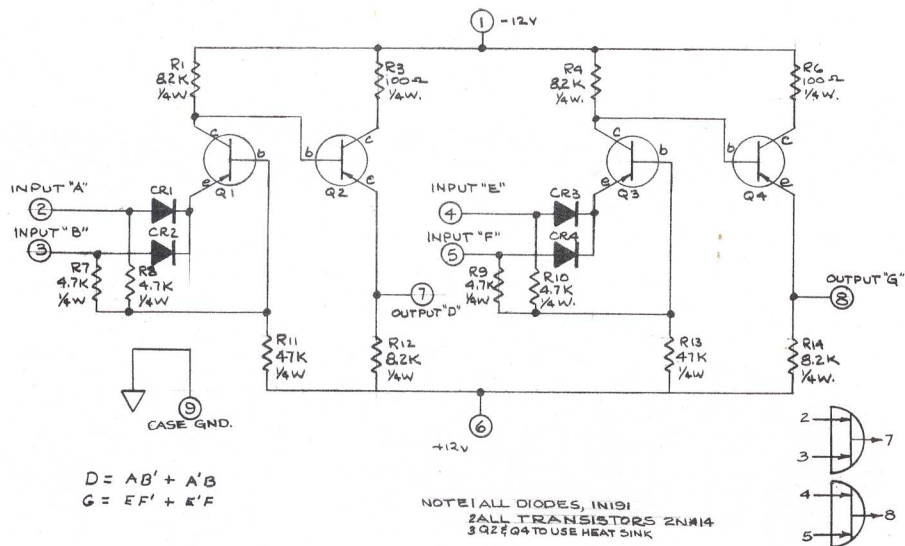 1 -12V
R1
8.2K
1/4W.
R3
100Ω
1/4W.
R4
8.2K
1/4W.
R6
100Ω
1/4W.
c
b
e
Q1
b
c
e
Q2
c
b
e
Q3
b
c
e
Q4
INPUT "A"
2
CR1
INPUT "B"
3
CR2
R7
4.7K
1/4W
R8
4.7K
1/4W.
INPUT "E"
4
CR3
INPUT "F"
5
CR4
R9
4.7K
1/4W
R10
4.7K
1/4W.
7
OUTPUT "D"
OUTPUT "G"
8
R11
47K
1/4W
R12
8.2K
1/4W
R13
47K
1/4W
R14
8.2K
1/4W.
9
CASE GND.
6
+12V
2
3
7
4
5
8
D = AB' + A'B
G = EF' + E'F
NOTE 1 ALL DIODES, 1N191
2 ALL TRANSISTORS 2N414
3 Q2 & Q4 TO USE HEAT SINK